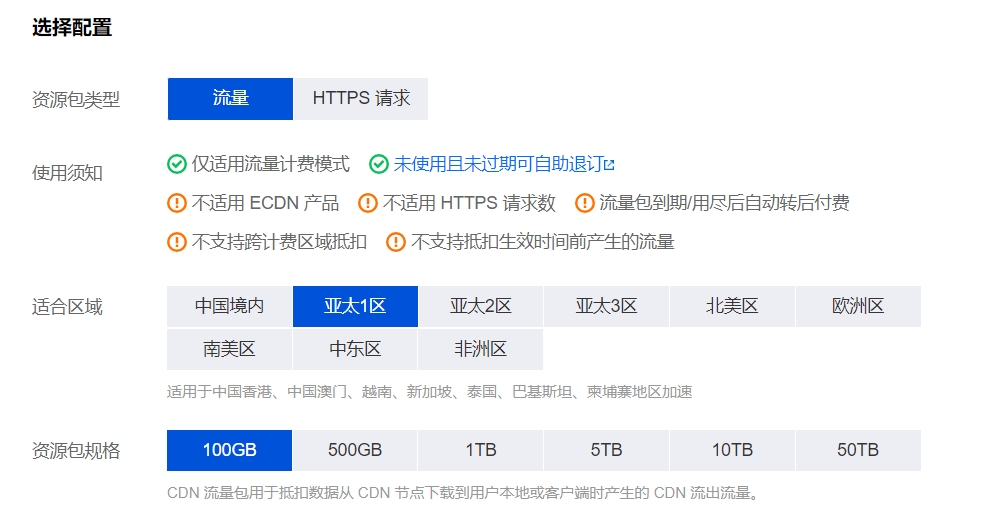 选择配置
资源包类型 流量 HTTPS 请求
使用须知 仅适用流量计费模式 未使用且未过期可自助退订
不适用 ECDN 产品 不适用 HTTPS 请求数 流量包到期/用尽后自动转后付费
不支持跨计费区域抵扣 不支持抵扣生效时间前产生的流量
适合区域 中国境内 亚太1区 亚太2区 亚太3区 北美区 欧洲区
南美区 中东区 非洲区
适用于中国香港、中国澳门、越南、新加坡、泰国、巴基斯坦、柬埔寨地区加速
资源包规格 100GB 500GB 1TB 5TB 10TB 50TB
CDN 流量包用于抵扣数据从 CDN 节点下载到用户本地或客户端时产生的 CDN 流出流量。